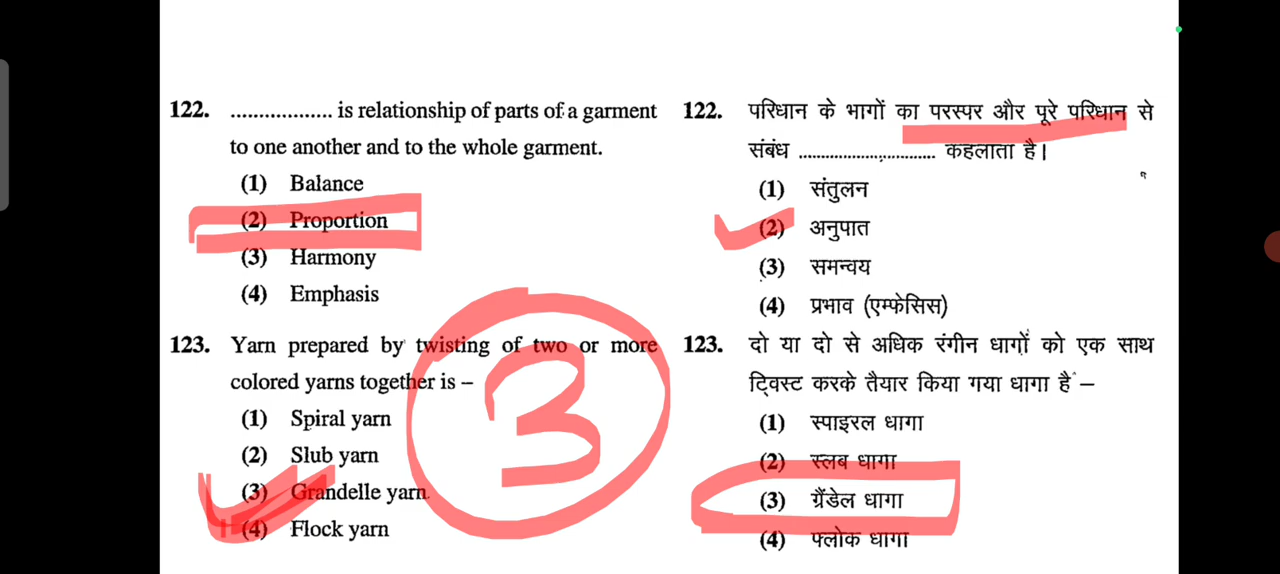 122. .................. is relationship of parts of a garment
to one another and to the whole garment.
(1) Balance
(2) Proportion
(3) Harmony
(4) Emphasis
123. Yarn prepared by twisting of two or more
colored yarns together is –
(1) Spiral yarn
(2) Slub yarn
(3) Grandelle yarn
(4) Flock yarn
3
122. परिधान के भागों का परस्पर और पूरे परिधान से
संबंध ................................ कहलाता है।
(1) संतुलन
(2) अनुपात
(3) समन्वय
(4) प्रभाव (एम्फेसिस)
123. दो या दो से अधिक रंगीन धागों को एक साथ
ट्विस्ट करके तैयार किया गया धागा है –
(1) स्पाइरल धागा
(2) स्लब धागा
(3) ग्रैंडेल धागा
(4) फ्लोक धागा